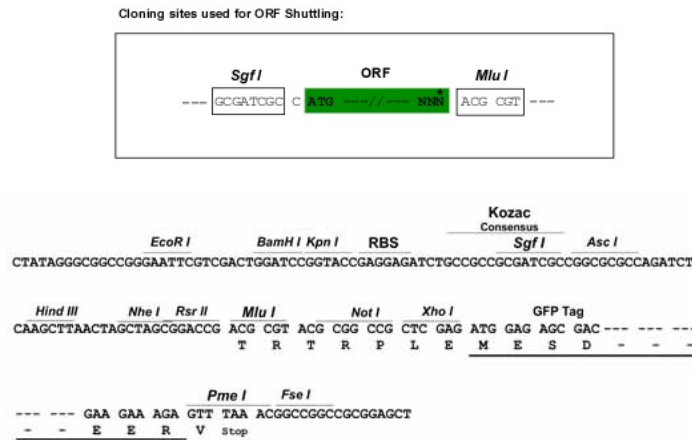 Cloning sites used for ORF Shuttling:
Sgf I ORF Mlu I
--- GCGATCGC C ATG ---//--- NNN* ACG CGT ---
Kozac
Consensus
EcoR I BamH I Kpn I RBS Sgf I Asc I
CTATAGGGCGGCCGGGAATTCGTCGACTGGATCCGGTACCGAGGAGATCTGCCGCCGCGATCGCCGGCGCGCCAGATCT
Hind III Nhe I Rsr II Mlu I Not I Xho I GFP Tag
CAAGCTTAACTAGCTAGCGGACCG ACG CGT ACG CGG CCG CTC GAG ATG GAG AGC GAC--- --- ---
T R T R P L E M E S D - - -
Pme I Fse I
--- --- GAA GAA AGA GTT TAA ACGGCCGGCCGCGGAGCT
- - E E R V Stop